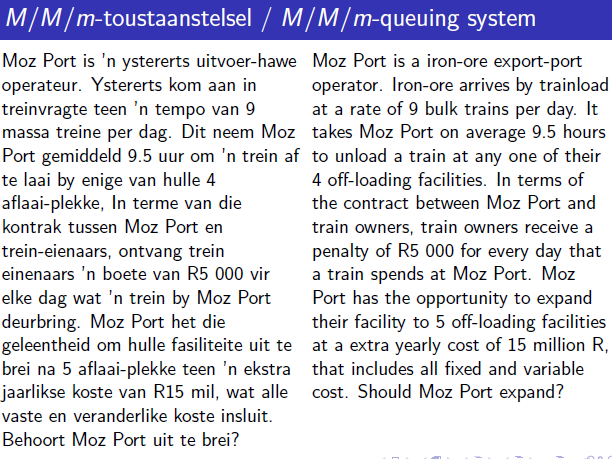 M/M/m-toustaanstelsel / M/M/m-queuing system
Moz Port is 'n ystererts uitvoer-hawe
operateur. Ystererts kom aan in
treinvragte teen 'n tempo van 9
massa treine per dag. Dit neem Moz
Port gemiddeld 9.5 uur om 'n trein af
te laai by enige van hulle 4
aflaai-plekke, In terme van die
kontrak tussen Moz Port en
trein-eienaars, ontvang trein
einenaars 'n boete van R5 000 vir
elke dag wat 'n trein by Moz Port
deurbring. Moz Port het die
geleentheid om hulle fasiliteite uit te
brei na 5 aflaai-plekke teen 'n ekstra
jaarlikse koste van R15 mil, wat alle
vaste en veranderlike koste insluit.
Behoort Moz Port uit te brei?
Moz Port is a iron-ore export-port
operator. Iron-ore arrives by trainload
at a rate of 9 bulk trains per day. It
takes Moz Port on average 9.5 hours
to unload a train at any one of their
4 off-loading facilities. In terms of
the contract between Moz Port and
train owners, train owners receive a
penalty of R5 000 for every day that
a train spends at Moz Port. Moz
Port has the opportunity to expand
their facility to 5 off-loading facilities
at a extra yearly cost of 15 million R,
that includes all fixed and variable
cost. Should Moz Port expand?